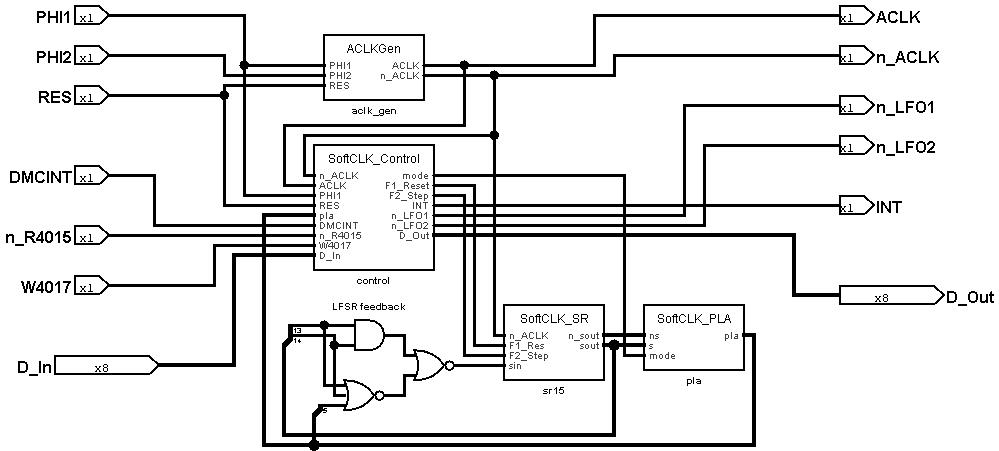 PHI1 x1
PHI2 x1
RES x1
DMCINT x1
n_R4015 x1
W4017 x1
D_In x8
ACLKGen
PHI1 ACLK
PHI2 n_ACLK
RES
aclk_gen
SoftCLK_Control
n_ACLK mode
ACLK F1_Reset
PHI1 F2_Step
RES INT
pla n_LFO1
DMCINT n_LFO2
n_R4015 D_Out
W4017
D_In
control
LFSR feedback
13
14
5
SoftCLK_SR
n_ACLK n_sout
F1_Res sout
F2_Step
sin
sr15
SoftCLK_PLA
ns pla
s
mode
pla
x1 ACLK
x1 n_ACLK
x1 n_LFO1
x1 n_LFO2
x1 INT
x8 D_Out